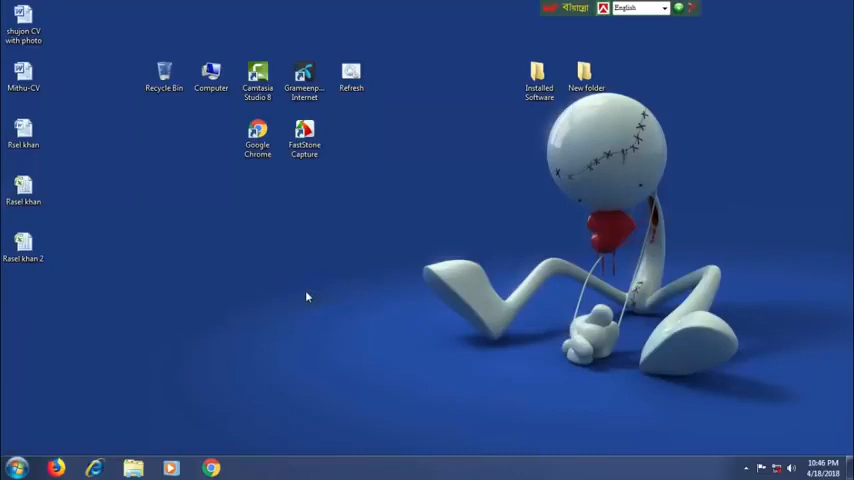 বাংলা
English
shujon CV
with photo
Mithu-CV
Rsel khan
Rasel khan
Rasel khan 2
Recycle Bin
Computer
Camtasia
Studio 8
Grameenp...
Internet
Refresh
Google
Chrome
FastStone
Capture
Installed
Software
New folder
10:46 PM
4/18/2018